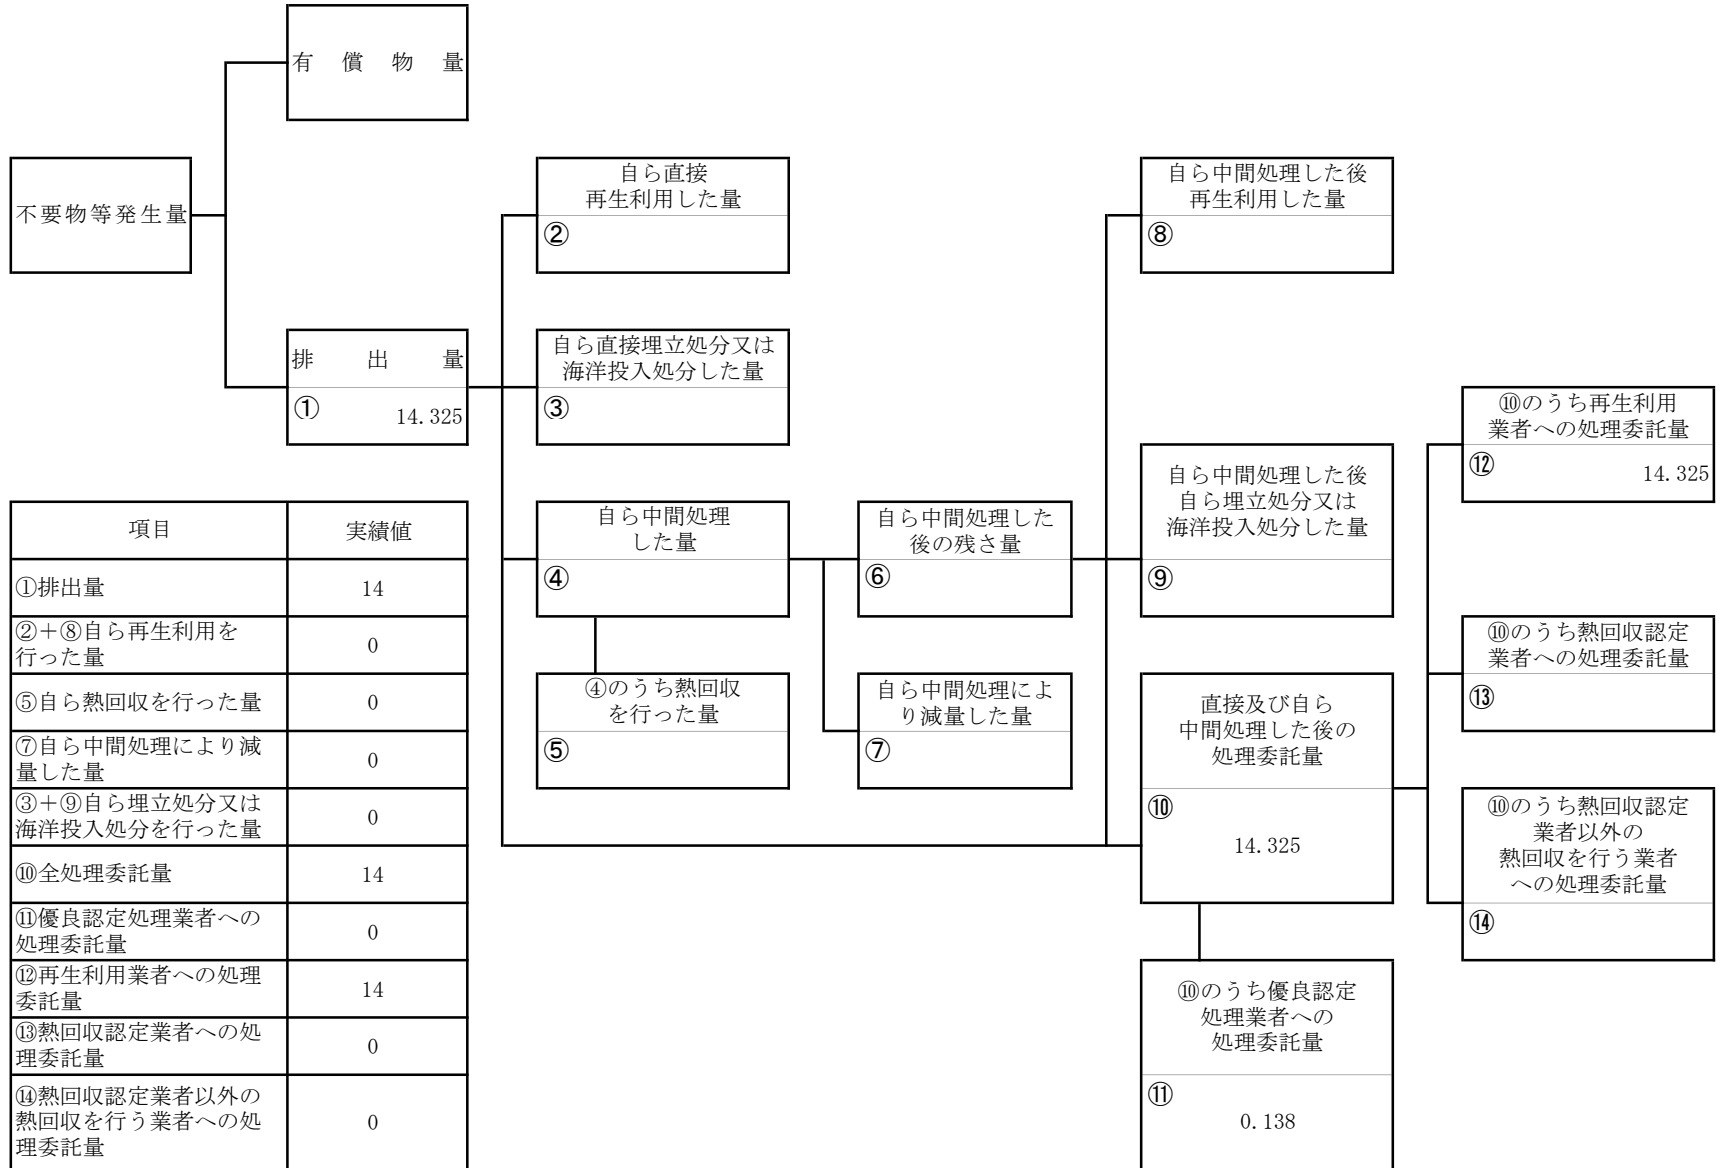 有償物量
不要物等発生量
排出量
① 14.325
自ら直接
再生利用した量
②
自ら直接埋立処分又は
海洋投入処分した量
③
自ら中間処理
した量
④
④のうち熱回収
を行った量
⑤
自ら中間処理した
後の残さ量
⑥
自ら中間処理によ
り減量した量
⑦
自ら中間処理した後
再生利用した量
⑧
自ら中間処理した後
自ら埋立処分又は
海洋投入処分した量
⑨
直接及び自ら
中間処理した後の
処理委託量
⑩
14.325
⑩のうち優良認定
処理業者への
処理委託量
⑪
0.138
⑩のうち再生利用
業者への処理委託量
⑫ 14.325
⑩のうち熱回収認定
業者への処理委託量
⑬
⑩のうち熱回収認定
業者以外の
熱回収を行う業者
への処理委託量
⑭
項目 実績値
①排出量 14
②＋⑧自ら再生利用を
行った量 0
⑤自ら熱回収を行った量 0
⑦自ら中間処理により減
量した量 0
③＋⑨自ら埋立処分又は
海洋投入処分を行った量 0
⑩全処理委託量 14
⑪優良認定処理業者への
処理委託量 0
⑫再生利用業者への処理
委託量 14
⑬熱回収認定業者への処
理委託量 0
⑭熱回収認定業者以外の
熱回収を行う業者への処 0
理委託量